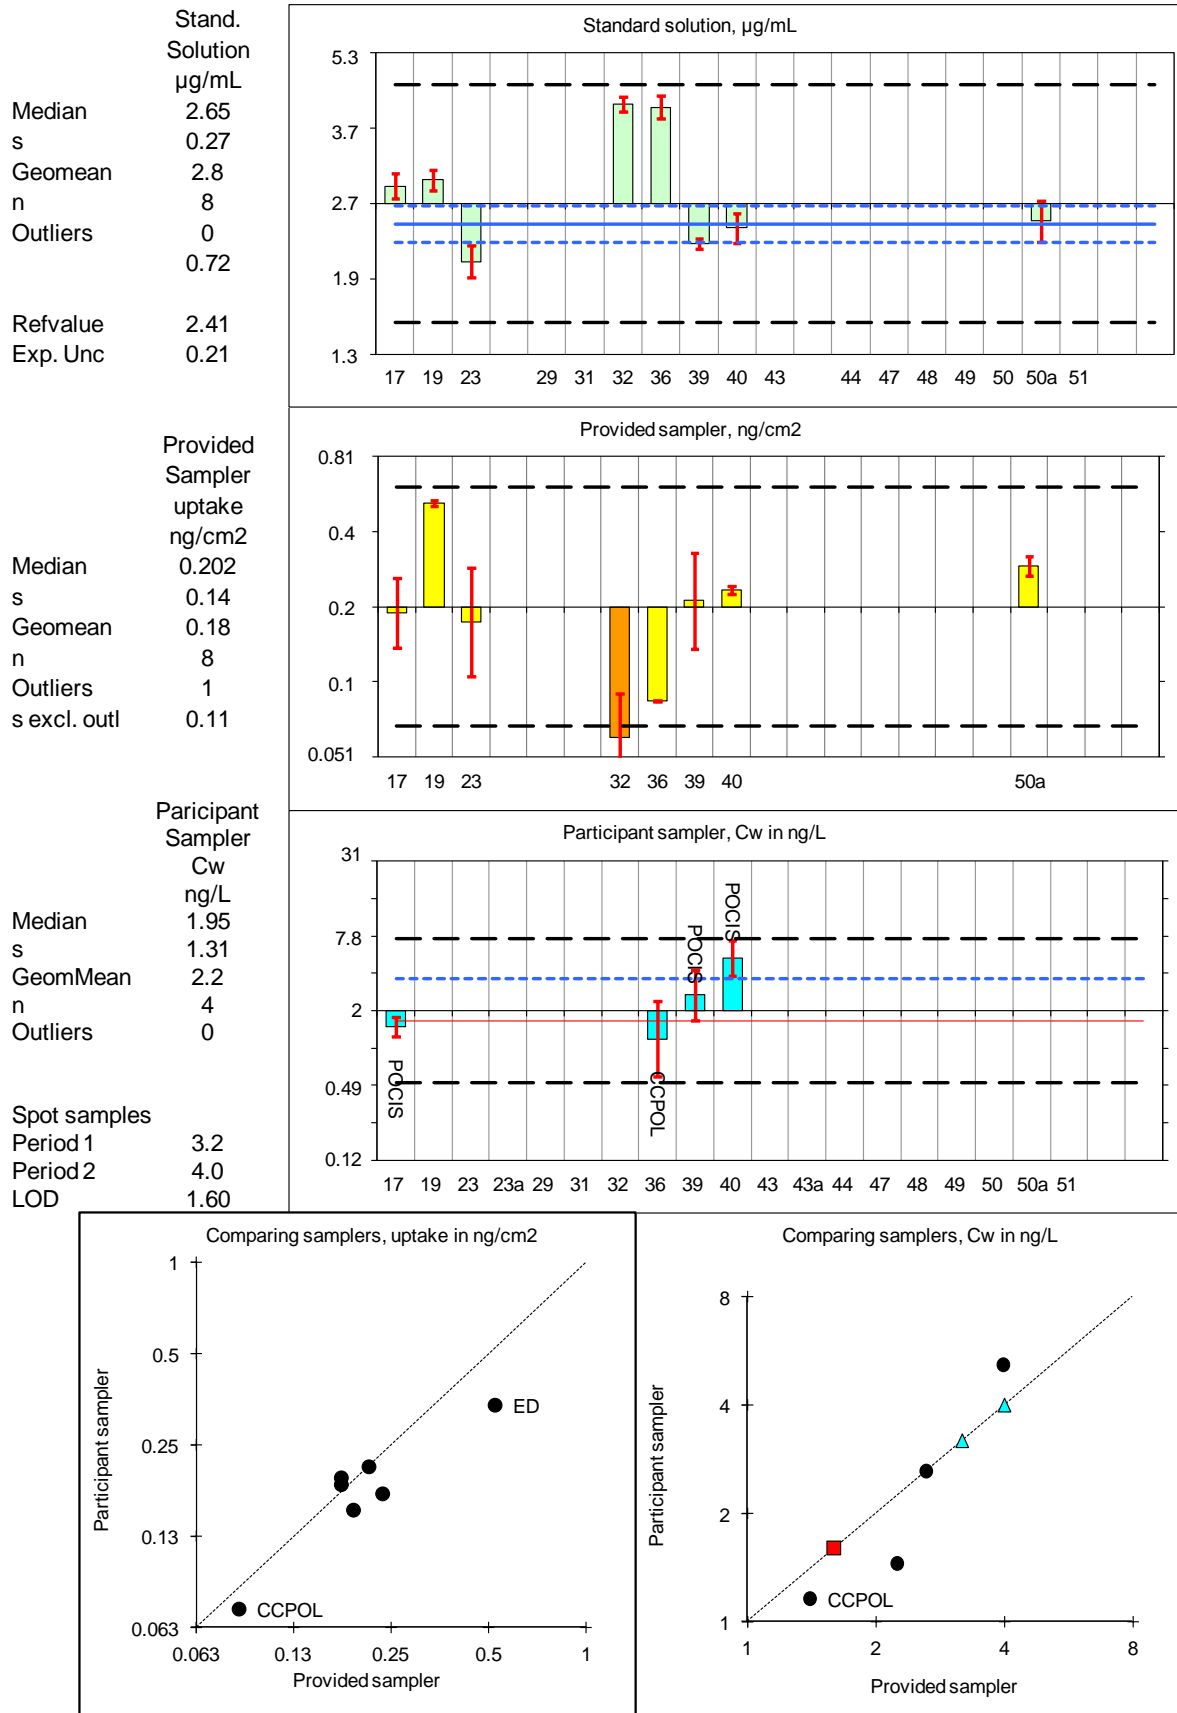 Stand.
Solution
µg/mL
Median 2.65
s 0.27
Geomean 2.8
n 8
Outliers 0
0.72
Refvalue 2.41
Exp. Unc 0.21
Standard solution, µg/mL
5.3
3.7
2.7
1.9
1.3
17 19 23 29 31 32 36 39 40 43 44 47 48 49 50 50a 51
Provided
Sampler
uptake
ng/cm2
Median 0.202
s 0.14
Geomean 0.18
n 8
Outliers 1
s excl. outl 0.11
Provided sampler, ng/cm2
0.81
0.4
0.2
0.1
0.051
17 19 23 32 36 39 40 50a
Paricipant
Sampler
Cw
ng/L
Median 1.95
s 1.31
GeomMean 2.2
n 4
Outliers 0
Spot samples
Period 1 3.2
Period 2 4.0
LOD 1.60
Participant sampler, Cw in ng/L
31
7.8
2
0.49
0.12
POCIS
CCPOL
POCIS
POCIS
17 19 23 23a 29 31 32 36 39 40 43 43a 44 47 48 49 50 50a 51
Comparing samplers, uptake in ng/cm2
Participant sampler
1
0.5
0.25
0.13
0.063
ED
CCPOL
0.063 0.13 0.25 0.5 1
Provided sampler
Comparing samplers, Cw in ng/L
Participant sampler
8
4
2
1
CCPOL
1 2 4 8
Provided sampler